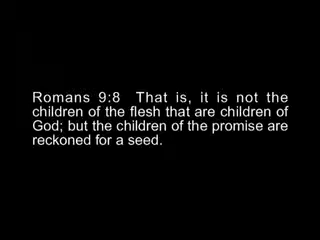 Romans 9:8 That is, it is not the
children of the flesh that are children of
God; but the children of the promise are
reckoned for a seed.